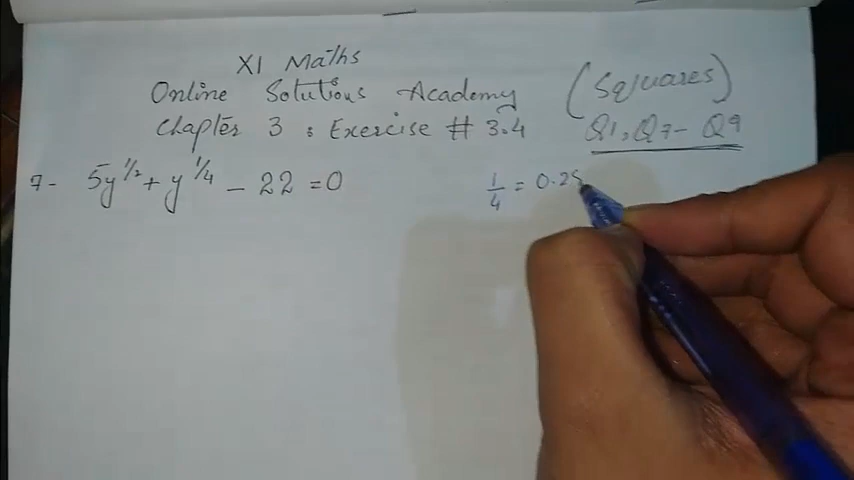 XI Maths
Online Solutions Academy (Squares)
Chapter 3 : Exercise # 3.4 Q1, Q7 - Q9
7- 5y^1/2 + y^1/4 - 22 = 0 1/4 = 0.25